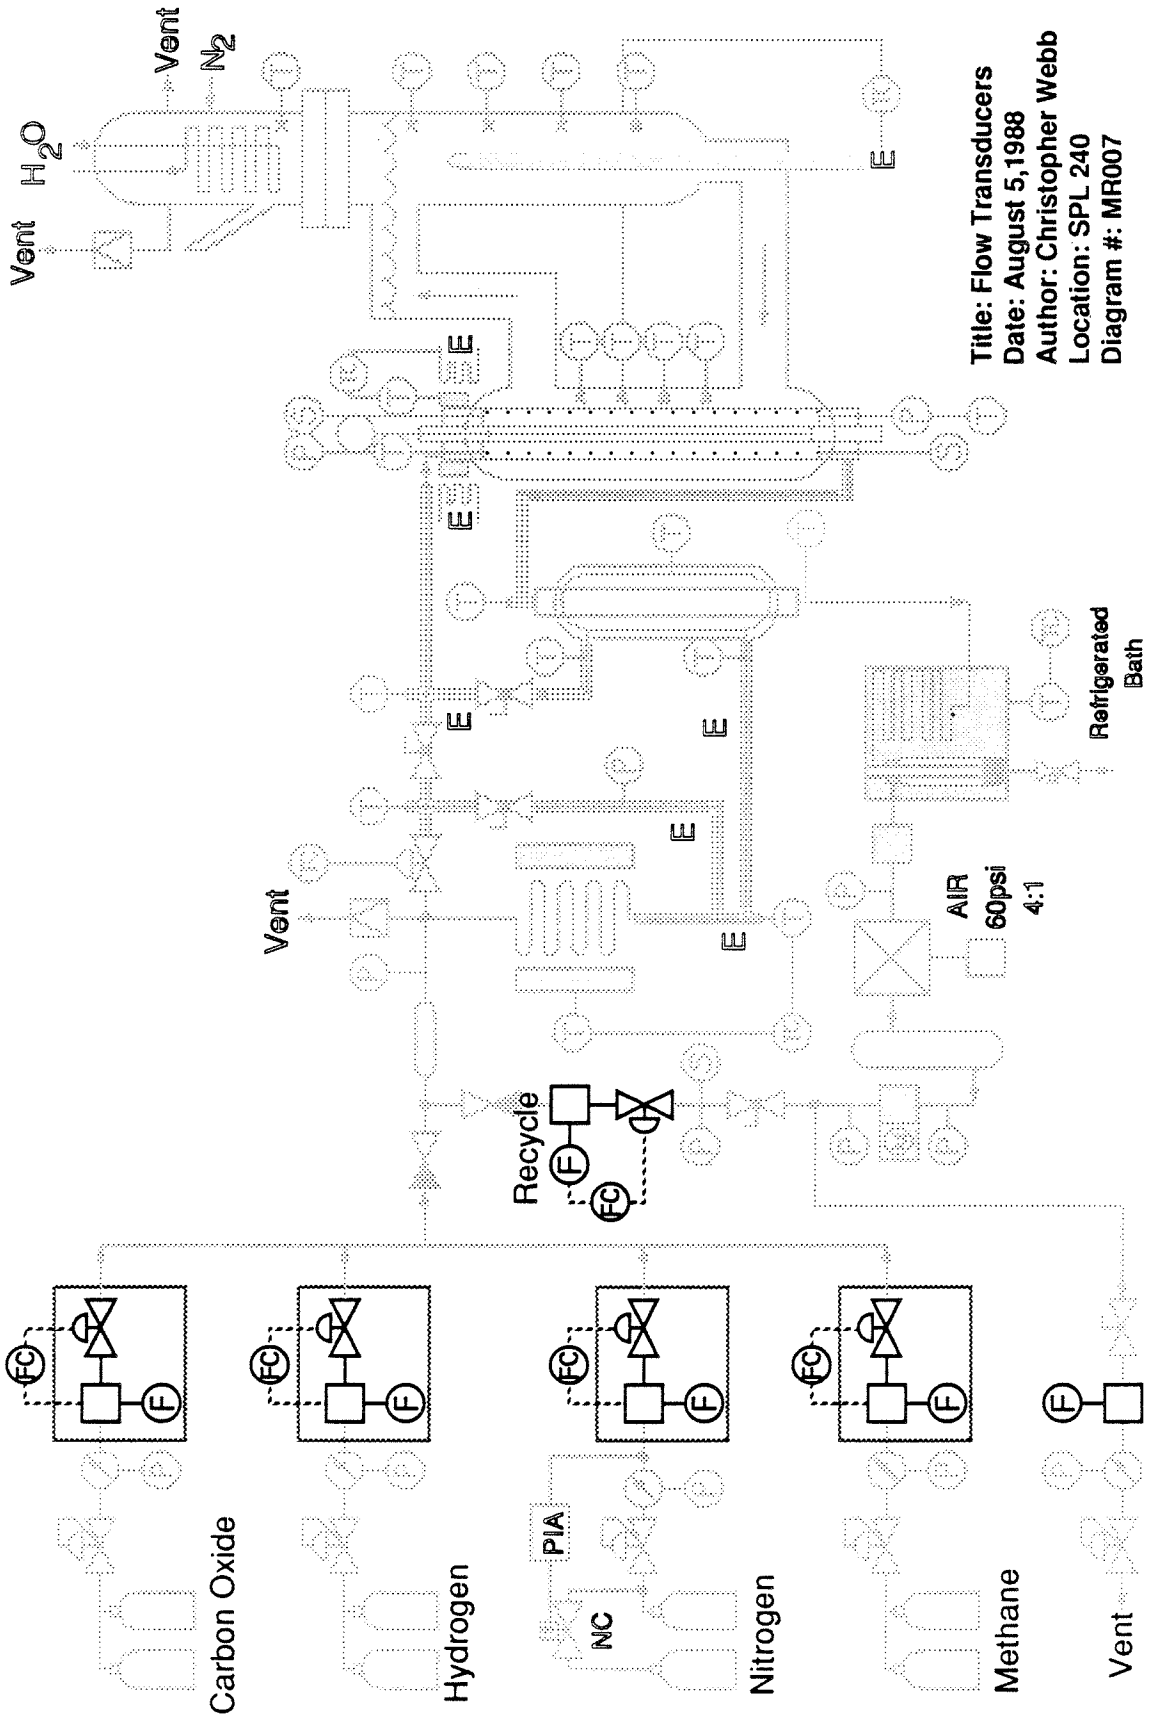 Vent
H2O
Vent
N2
T
T
T
T
T
R
E
Title: Flow Transducers
Date: August 5,1988
Author: Christopher Webb
Location: SPL 240
Diagram #: MR007
R
T
E
P
S
T
E
T
T
T
T
P
T
S
T
T
T
T
T
T
E
E
T
R
Refrigerated
Bath
T
P
E
R
Vent
P
E
T
T
R
P
AIR
60psi
4:1
Recycle
F
FC
S
P
P
P
FC
F
P
Carbon Oxide
FC
F
P
Hydrogen
FC
F
P
PIA
NC
Nitrogen
FC
F
P
Methane
F
P
Vent